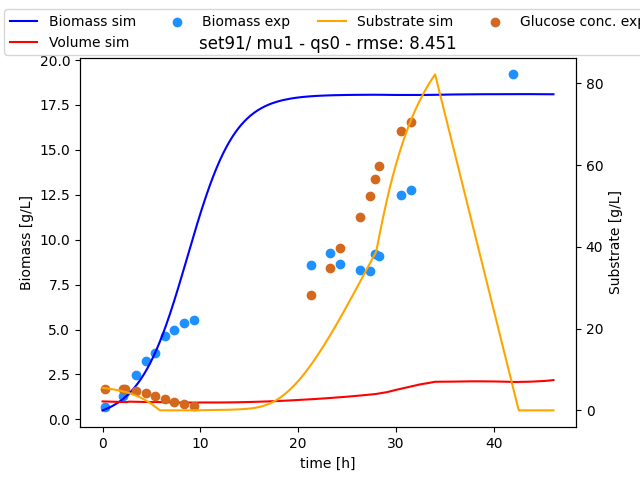 Biomass sim Biomass exp Substrate sim Glucose conc. exp
Volume sim
set91/ mu1 - qs0 - rmse: 8.451
20.0
17.5
15.0
12.5
10.0
7.5
5.0
2.5
0.0
Biomass [g/L]
80
60
40
20
0
Substrate [g/L]
0 10 20 30 40
time [h]